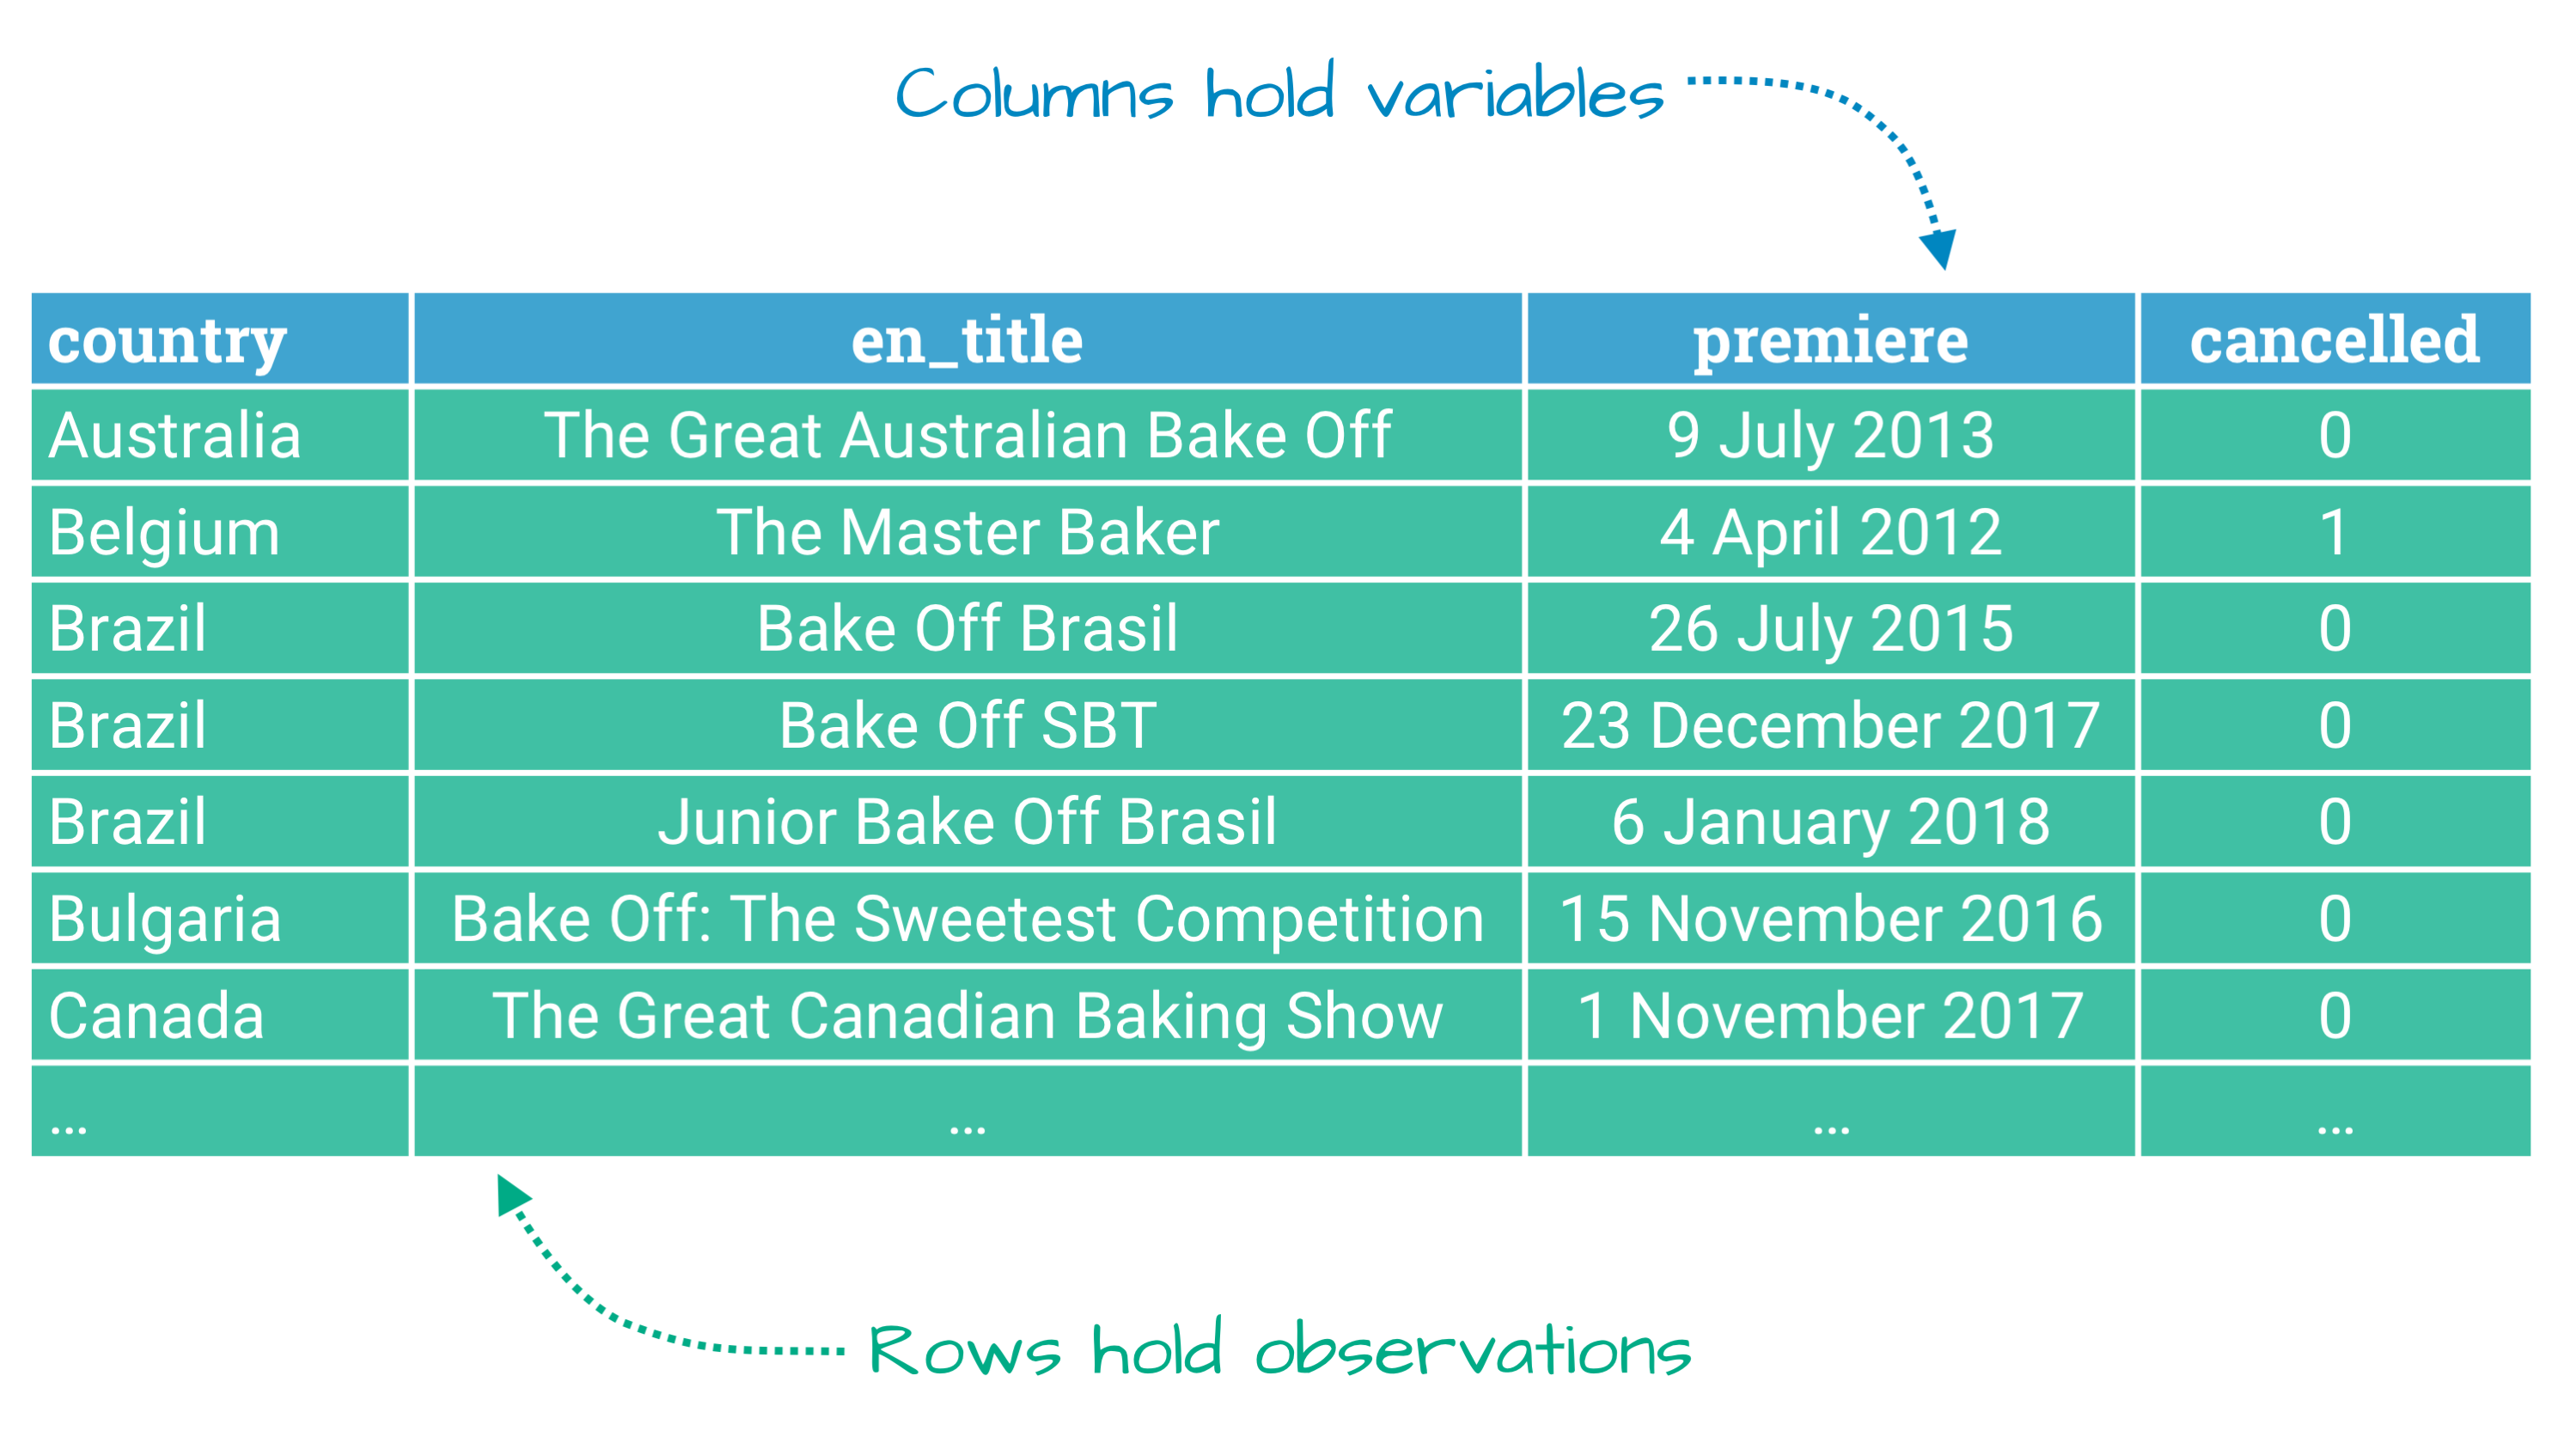 Columns hold variables
country en_title premiere cancelled
Australia The Great Australian Bake Off 9 July 2013 0
Belgium The Master Baker 4 April 2012 1
Brazil Bake Off Brasil 26 July 2015 0
Brazil Bake Off SBT 23 December 2017 0
Brazil Junior Bake Off Brasil 6 January 2018 0
Bulgaria Bake Off: The Sweetest Competition 15 November 2016 0
Canada The Great Canadian Baking Show 1 November 2017 0
... ... ... ...
Rows hold observations